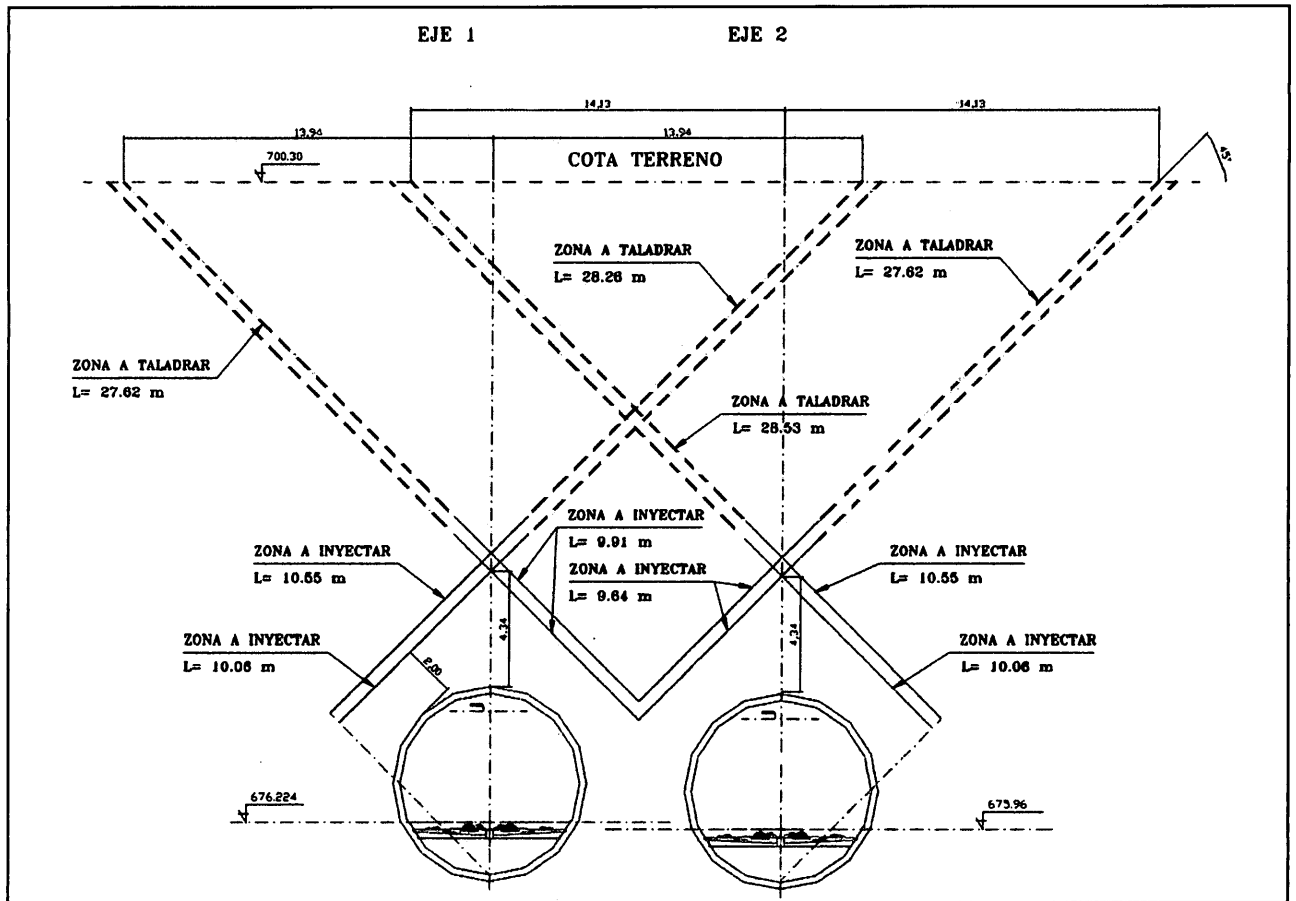 EJE 1
EJE 2
14,13
14,13
13,94
13,94
700.30
COTA TERRENO
45°
ZONA A TALADRAR
L= 28.26 m
ZONA A TALADRAR
L= 27.62 m
ZONA A TALADRAR
L= 27.62 m
ZONA A TALADRAR
L= 28.53 m
ZONA A INYECTAR
L= 9.91 m
ZONA A INYECTAR
L= 10.55 m
ZONA A INYECTAR
L= 9.64 m
ZONA A INYECTAR
L= 10.55 m
4,34
4,34
ZONA A INYECTAR
L= 10.06 m
2,00
ZONA A INYECTAR
L= 10.06 m
676.224
675.96